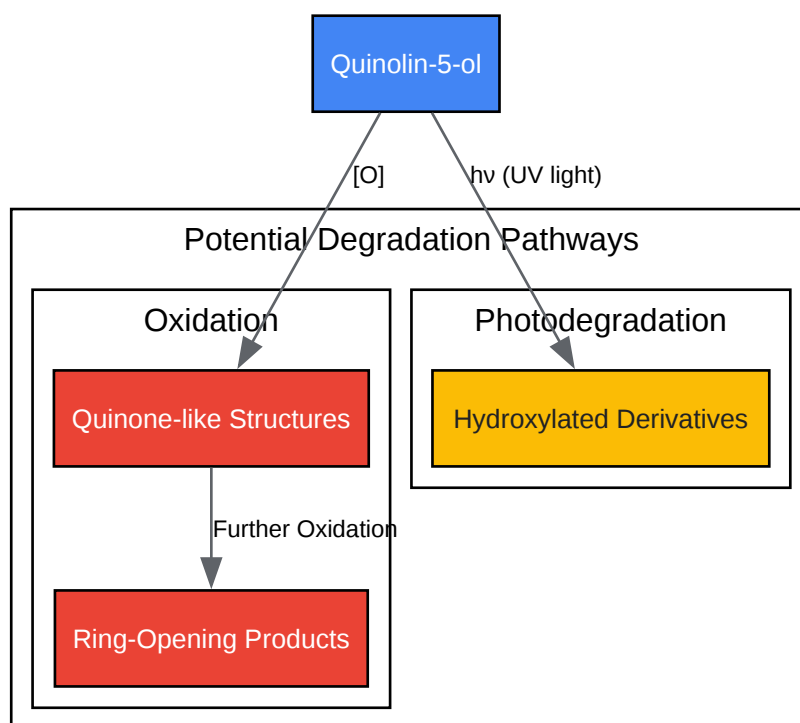 Quinolin-5-ol
[O]
hν (UV light)
Potential Degradation Pathways
Oxidation
Photodegradation
Quinone-like Structures
Hydroxylated Derivatives
Further Oxidation
Ring-Opening Products